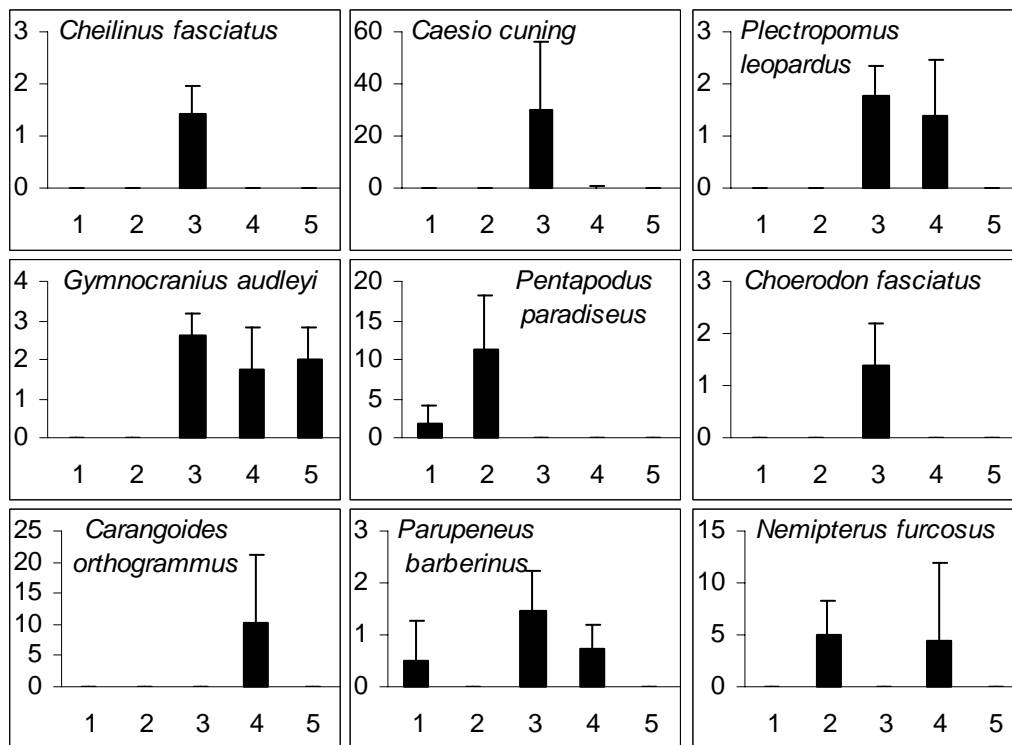 Cheilinus fasciatus
3
2
1
0
1 2 3 4 5
Caesio cuning
60
40
20
0
1 2 3 4 5
Plectropomus
leopardus
3
2
1
0
1 2 3 4 5
Gymnocranius audleyi
4
3
2
1
0
1 2 3 4 5
Pentapodus
paradiseus
20
15
10
5
0
1 2 3 4 5
Choerodon fasciatus
3
2
1
0
1 2 3 4 5
Carangoides
orthogrammus
25
20
15
10
5
0
1 2 3 4 5
Parupeneus
barberinus
3
2
1
0
1 2 3 4 5
Nemipterus furcosus
15
10
5
0
1 2 3 4 5